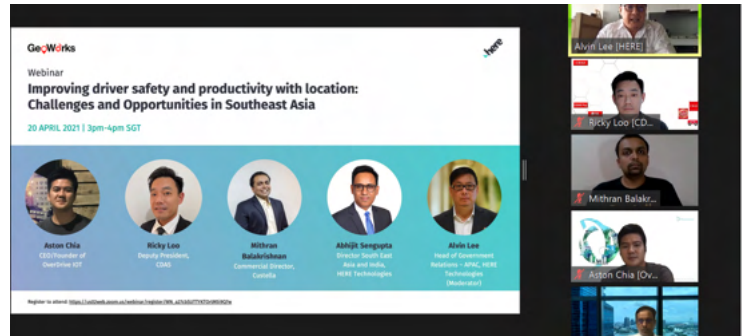 GeoWorks
here
Webinar
Improving driver safety and productivity with location:
Challenges and Opportunities in Southeast Asia
20 APRIL 2021 | 3pm-4pm SGT
Aston Chia
CEO/Founder of
OverDrive IOT
Ricky Loo
Deputy President,
CDAS
Mithran
Balakrishnan
Commercial Director,
Custella
Abhijit Sengupta
Director South East
Asia and India,
HERE Technologies
Alvin Lee
Head of Government
Relations – APAC, HERE
Technologies
(Moderator)
Register to attend:
Alvin Lee [HERE]
Ricky Loo [CD...
Mithran Balakr...
Aston Chia [Ov...